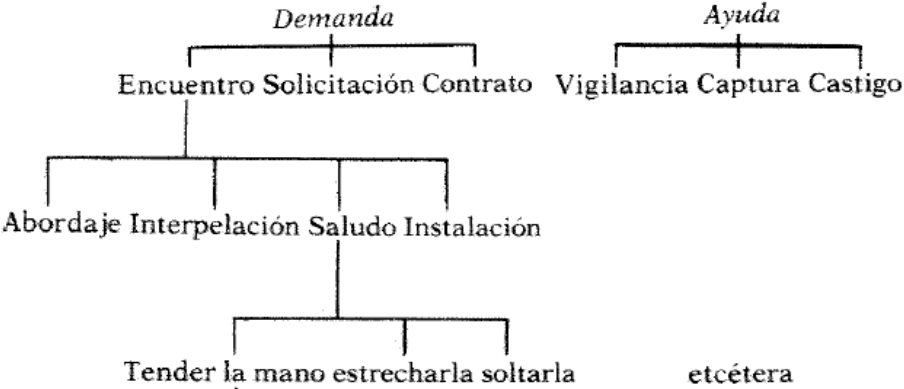 Demanda Ayuda
Encuentro Solicitación Contrato Vigilancia Captura Castigo
Abordaje Interpelación Saludo Instalación
Tender la mano estrecharla soltarla etcétera